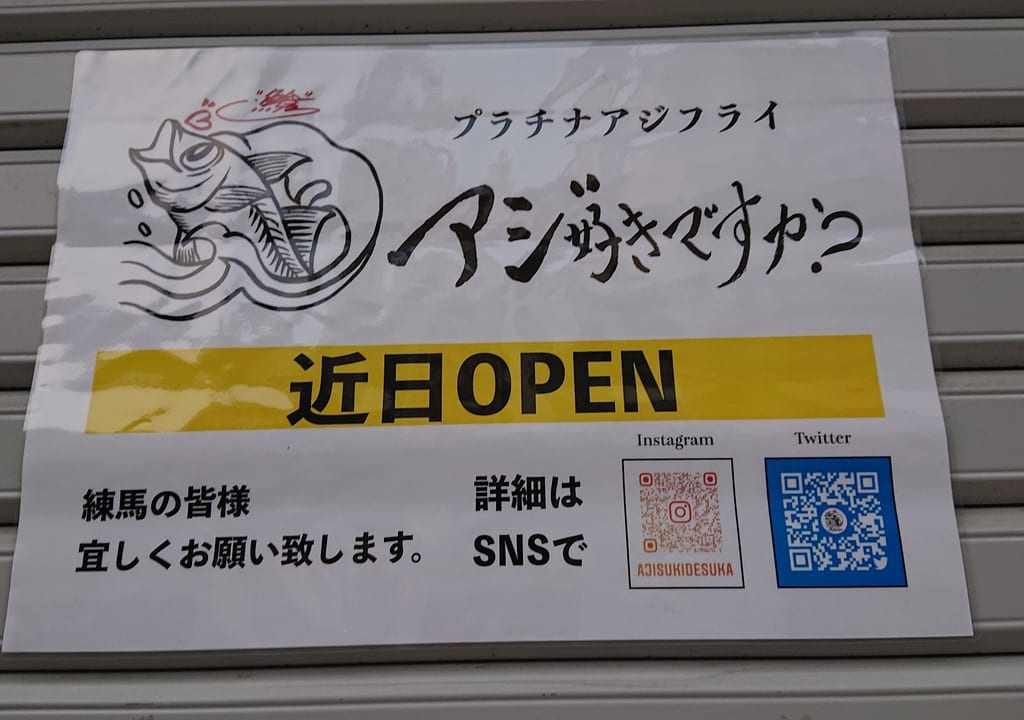 鯵
プラチナアジフライ
アジ好きですか?
近日OPEN
練馬の皆様
宜しくお願い致します。
詳細は
SNSで
Instagram
AJISUKIDESUKA
Twitter